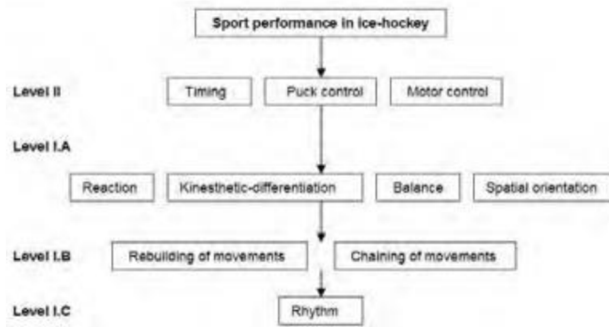 Sport performance in ice-hockey
Level II
Timing
Puck control
Motor control
Level I.A
Reaction
Kinesthetic-differentiation
Balance
Spatial orientation
Level I.B
Rebuilding of movements
Chaining of movements
Level I.C
Rhythm